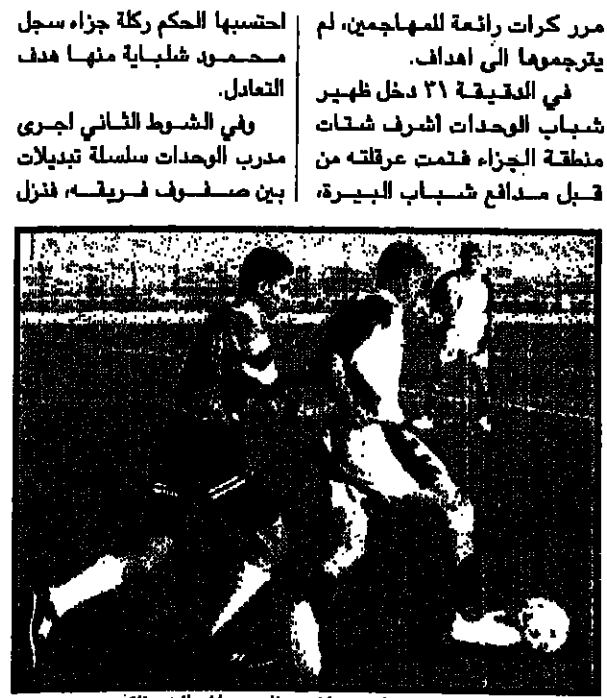 مرر كرات رائعة للمهاجمين، لم
يترجموها الى اهداف.
في الدقيقة ٣١ دخل ظهير
شباب الوحدات اشرف شتات
منطقة الجزاء فتمت عرقلته من
قبل مدافع شباب البيرة،
احتسبها الحكم ركلة جزاء سجل
محمود شلباية منها هدف
التعادل.
وفي الشوط الثاني اجرى
مدرب الوحدات سلسلة تبديلات
بين صفوف فريقه، فنزل